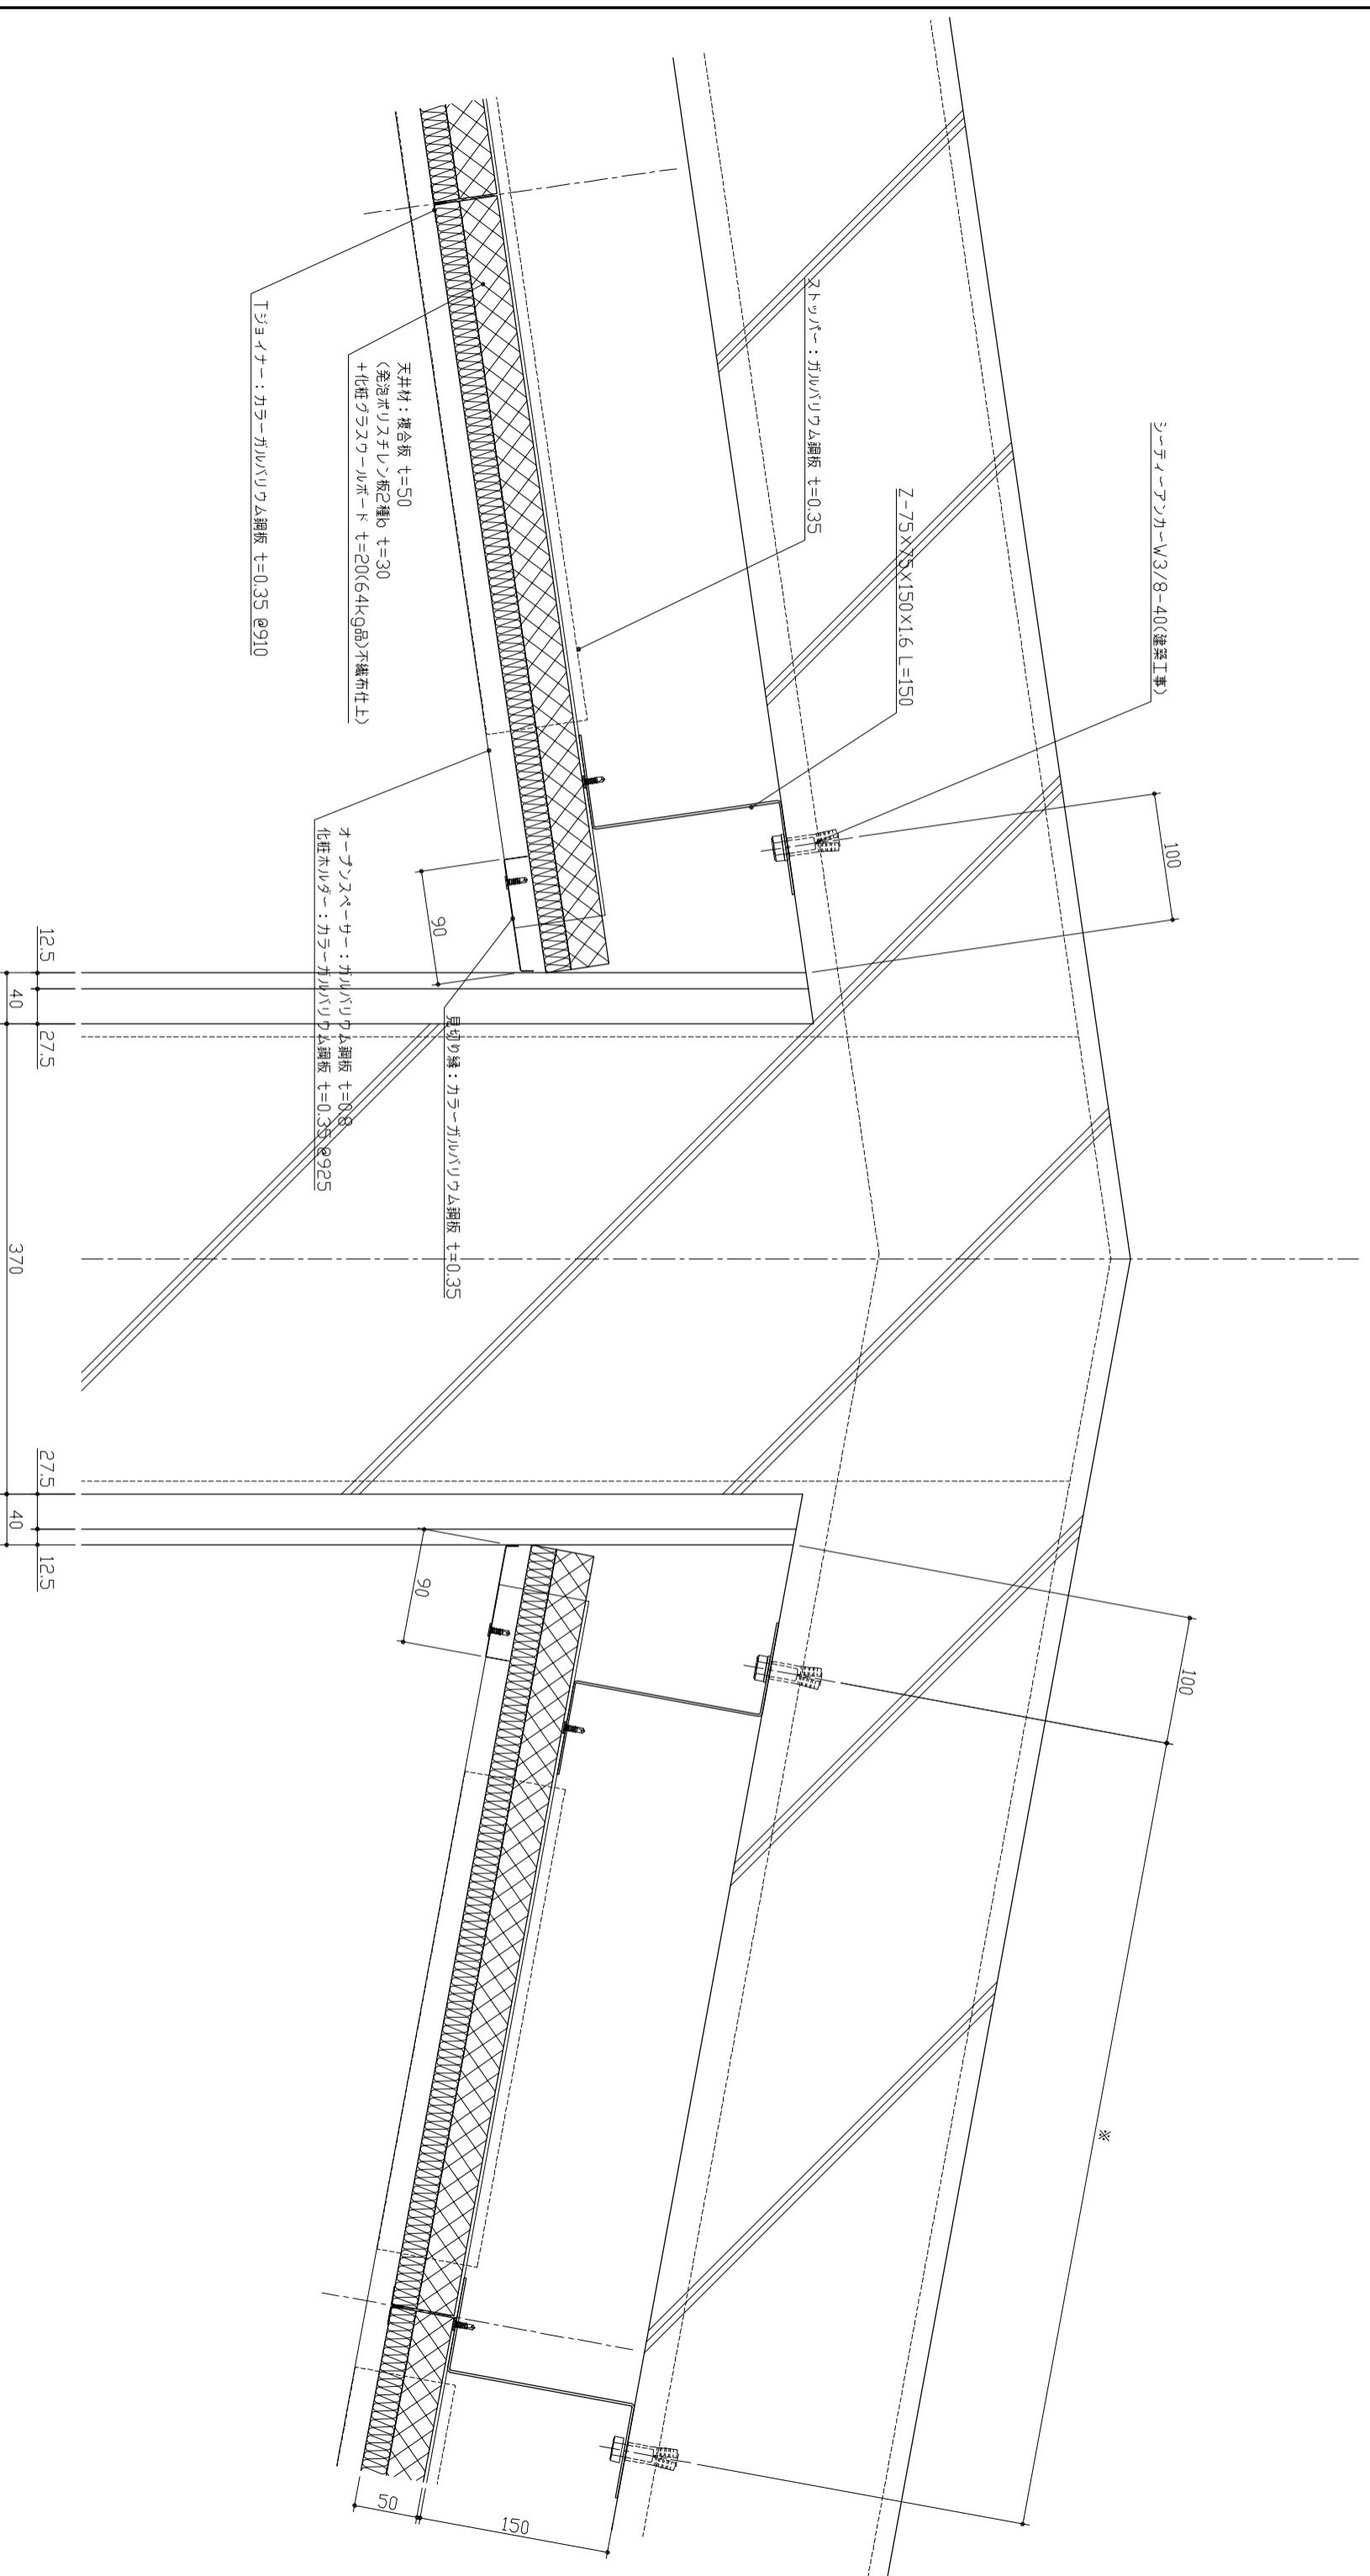 シーティーアンカーW3/8-40(建築工事)
100
Z-75×75×150×1.6 L=150
ストッパー：ガルバリウム鋼板 t=0.35
天井材：複合板 t=50
(発泡ポリスチレン板2種b t=30
+化粧グラスウールボード t=20(64kg品)不織布仕上)
Tジョイナー：カラーガルバリウム鋼板 t=0.35 @910
90
見切り縁：カラーガルバリウム鋼板 t=0.35
オープンスペーサー：ガルバリウム鋼板 t=0.8
化粧ホルダー：カラーガルバリウム鋼板 t=0.35 @925
100
※
90
50
150
12.5
27.5
27.5
12.5
40
370
40